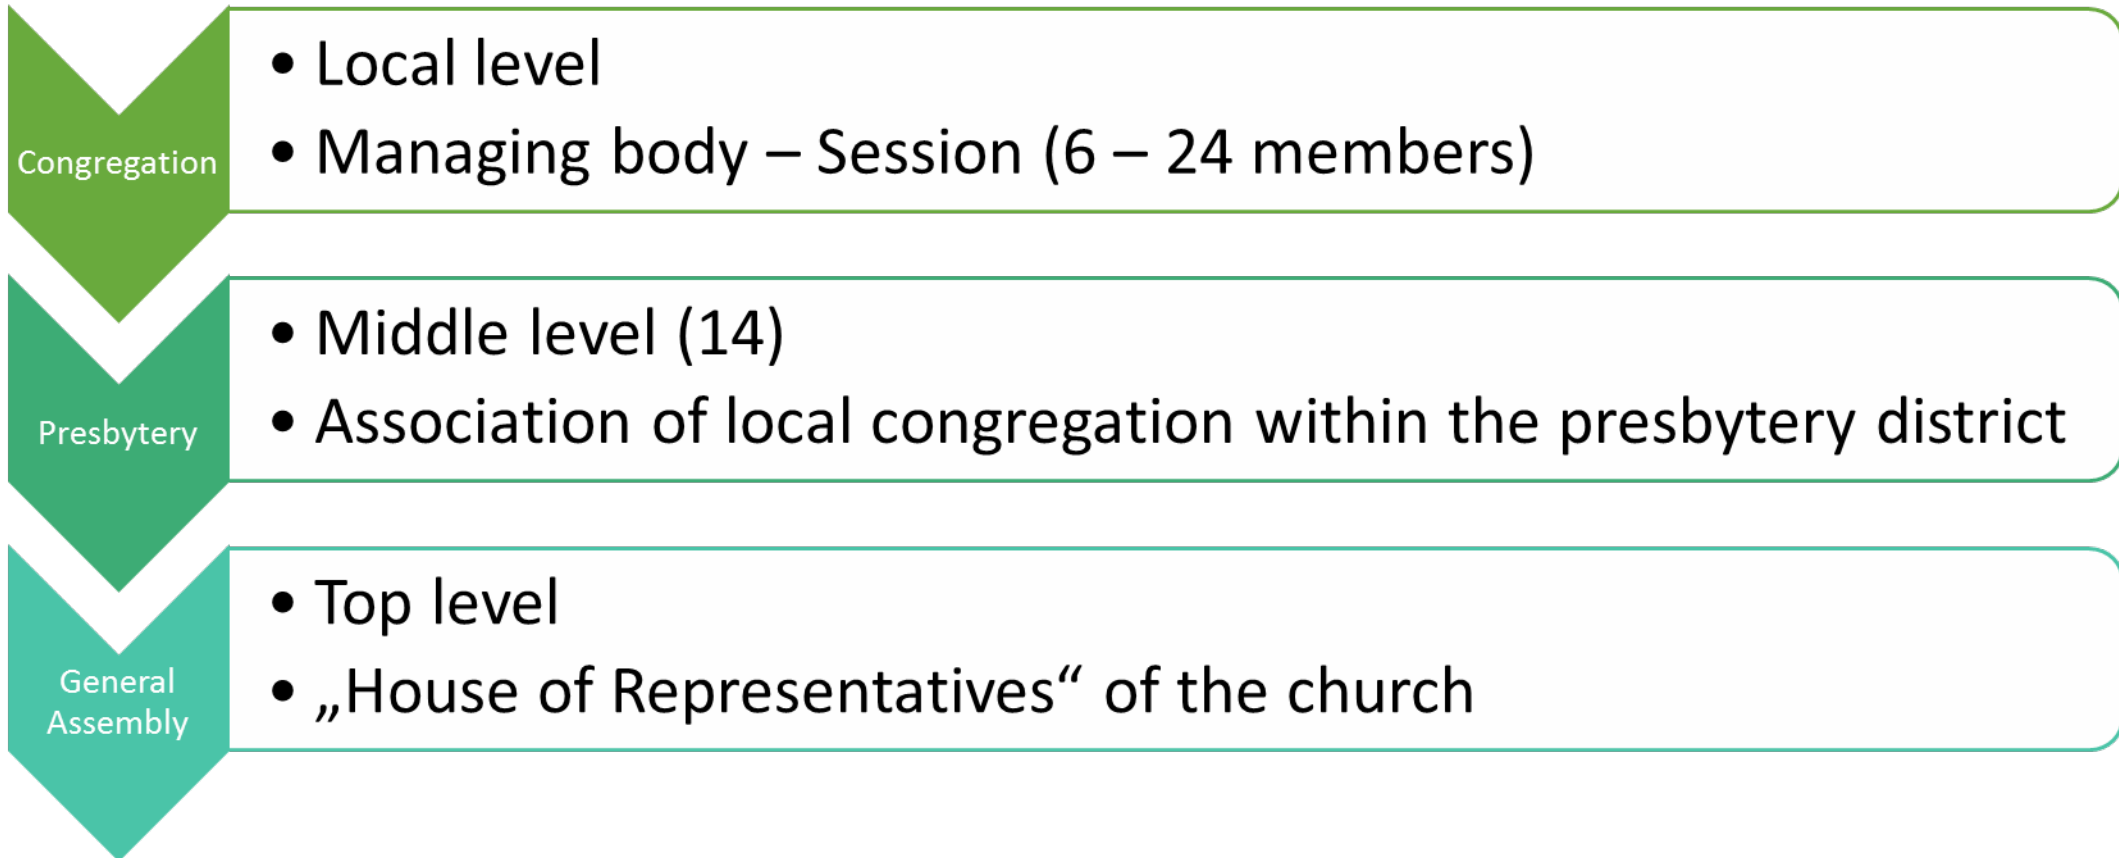 Congregation
• Local level
• Managing body – Session (6 – 24 members)
Presbytery
• Middle level (14)
• Association of local congregation within the presbytery district
General
Assembly
• Top level
• „House of Representatives“ of the church